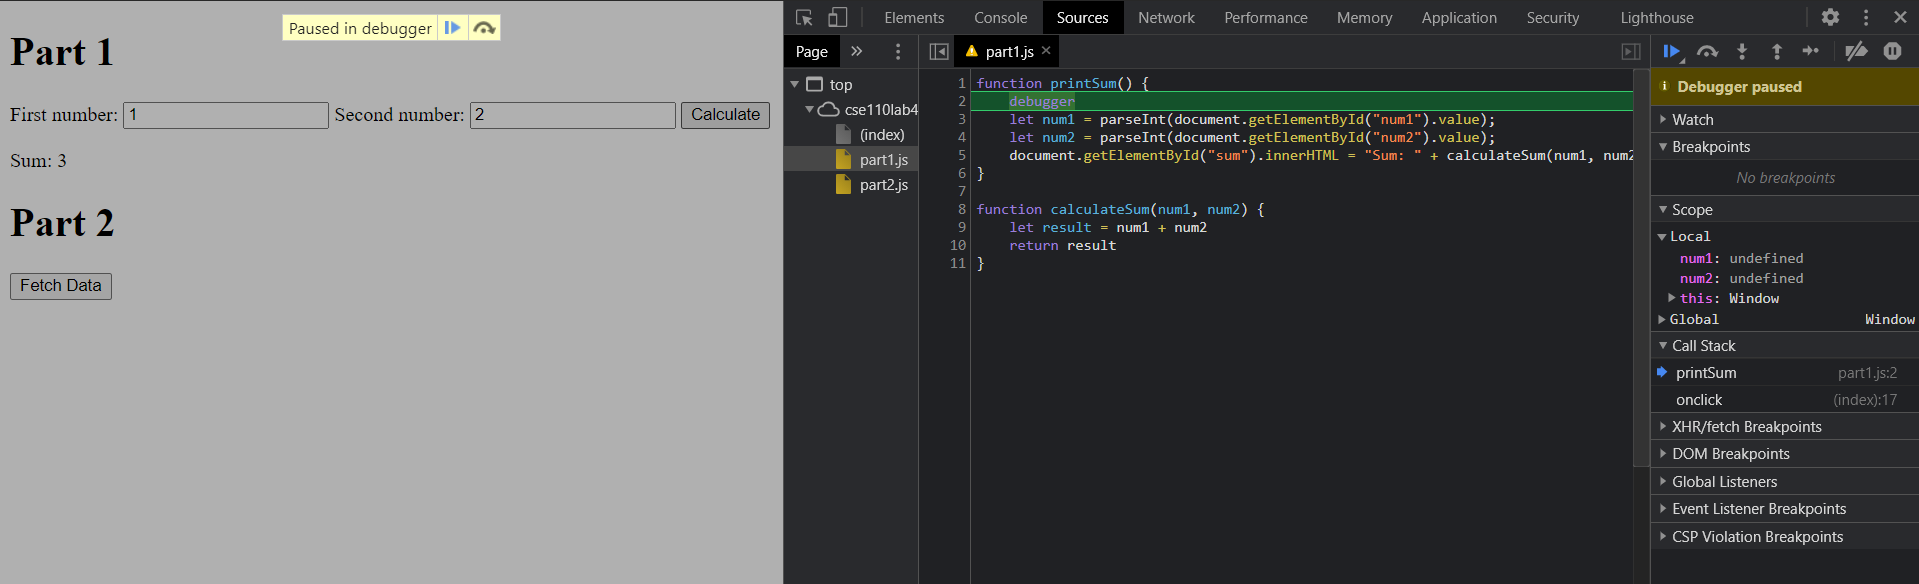 Paused in debugger
Part 1
First number: 1 Second number: 2 Calculate
Sum: 3
Part 2
Fetch Data
Elements Console Sources Network Performance Memory Application Security Lighthouse
Page
top
cse110lab4
(index)
part1.js
part2.js
part1.js
1 function printSum() {
2 debugger
3 let num1 = parseInt(document.getElementById("num1").value);
4 let num2 = parseInt(document.getElementById("num2").value);
5 document.getElementById("sum").innerHTML = "Sum: " + calculateSum(num1, num2
6 }
7
8 function calculateSum(num1, num2) {
9 let result = num1 + num2
10 return result
11 }
Debugger paused
Watch
Breakpoints
No breakpoints
Scope
Local
num1: undefined
num2: undefined
this: Window
Global Window
Call Stack
printSum part1.js:2
onclick (index):17
XHR/fetch Breakpoints
DOM Breakpoints
Global Listeners
Event Listener Breakpoints
CSP Violation Breakpoints